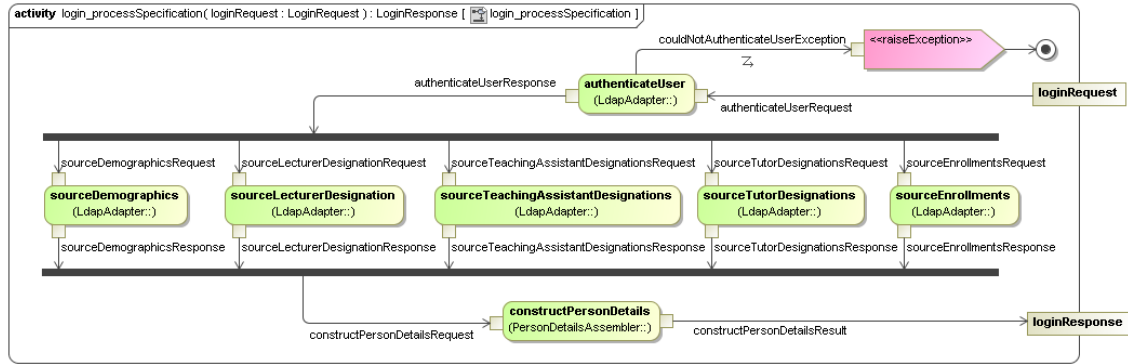 activity login_processSpecification( loginRequest : LoginRequest ) : LoginResponse [ login_processSpecification ]
couldNotAuthenticateUserException
<<raiseException>>
authenticateUserResponse
authenticateUser
(LdapAdapter::)
authenticateUserRequest
loginRequest
sourceDemographicsRequest
sourceLecturerDesignationRequest
sourceTeachingAssistantDesignationsRequest
sourceTutorDesignationsRequest
sourceEnrollmentsRequest
sourceDemographics
(LdapAdapter::)
sourceLecturerDesignation
(LdapAdapter::)
sourceTeachingAssistantDesignations
(LdapAdapter::)
sourceTutorDesignations
(LdapAdapter::)
sourceEnrollments
(LdapAdapter::)
sourceDemographicsResponse
sourceLecturerDesignationResponse
sourceTeachingAssistantDesignationsResponse
sourceTutorDesignationsResponse
sourceEnrollmentsResponse
constructPersonDetailsRequest
constructPersonDetails
(PersonDetailsAssembler::)
constructPersonDetailsResult
loginResponse